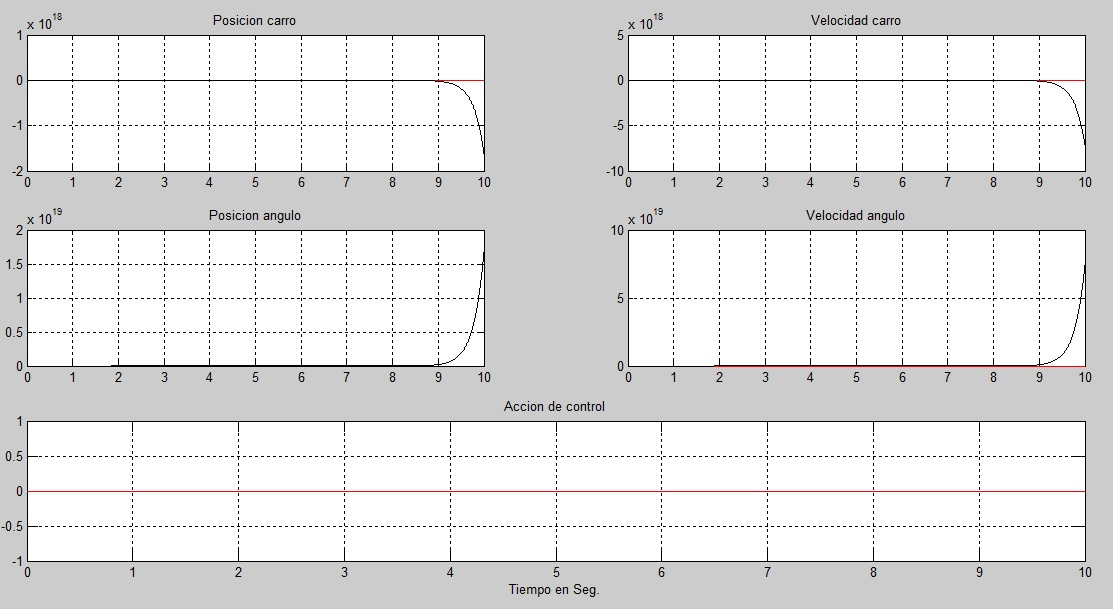 x 10^18 Posicion carro
1
0
-1
-2
0 1 2 3 4 5 6 7 8 9 10
x 10^18 Velocidad carro
5
0
-5
-10
0 1 2 3 4 5 6 7 8 9 10
x 10^19 Posicion angulo
2
1.5
1
0.5
0
0 1 2 3 4 5 6 7 8 9 10
x 10^19 Velocidad angulo
10
5
0
0 1 2 3 4 5 6 7 8 9 10
Accion de control
1
0.5
0
-0.5
-1
0 1 2 3 4 5 6 7 8 9 10
Tiempo en Seg.